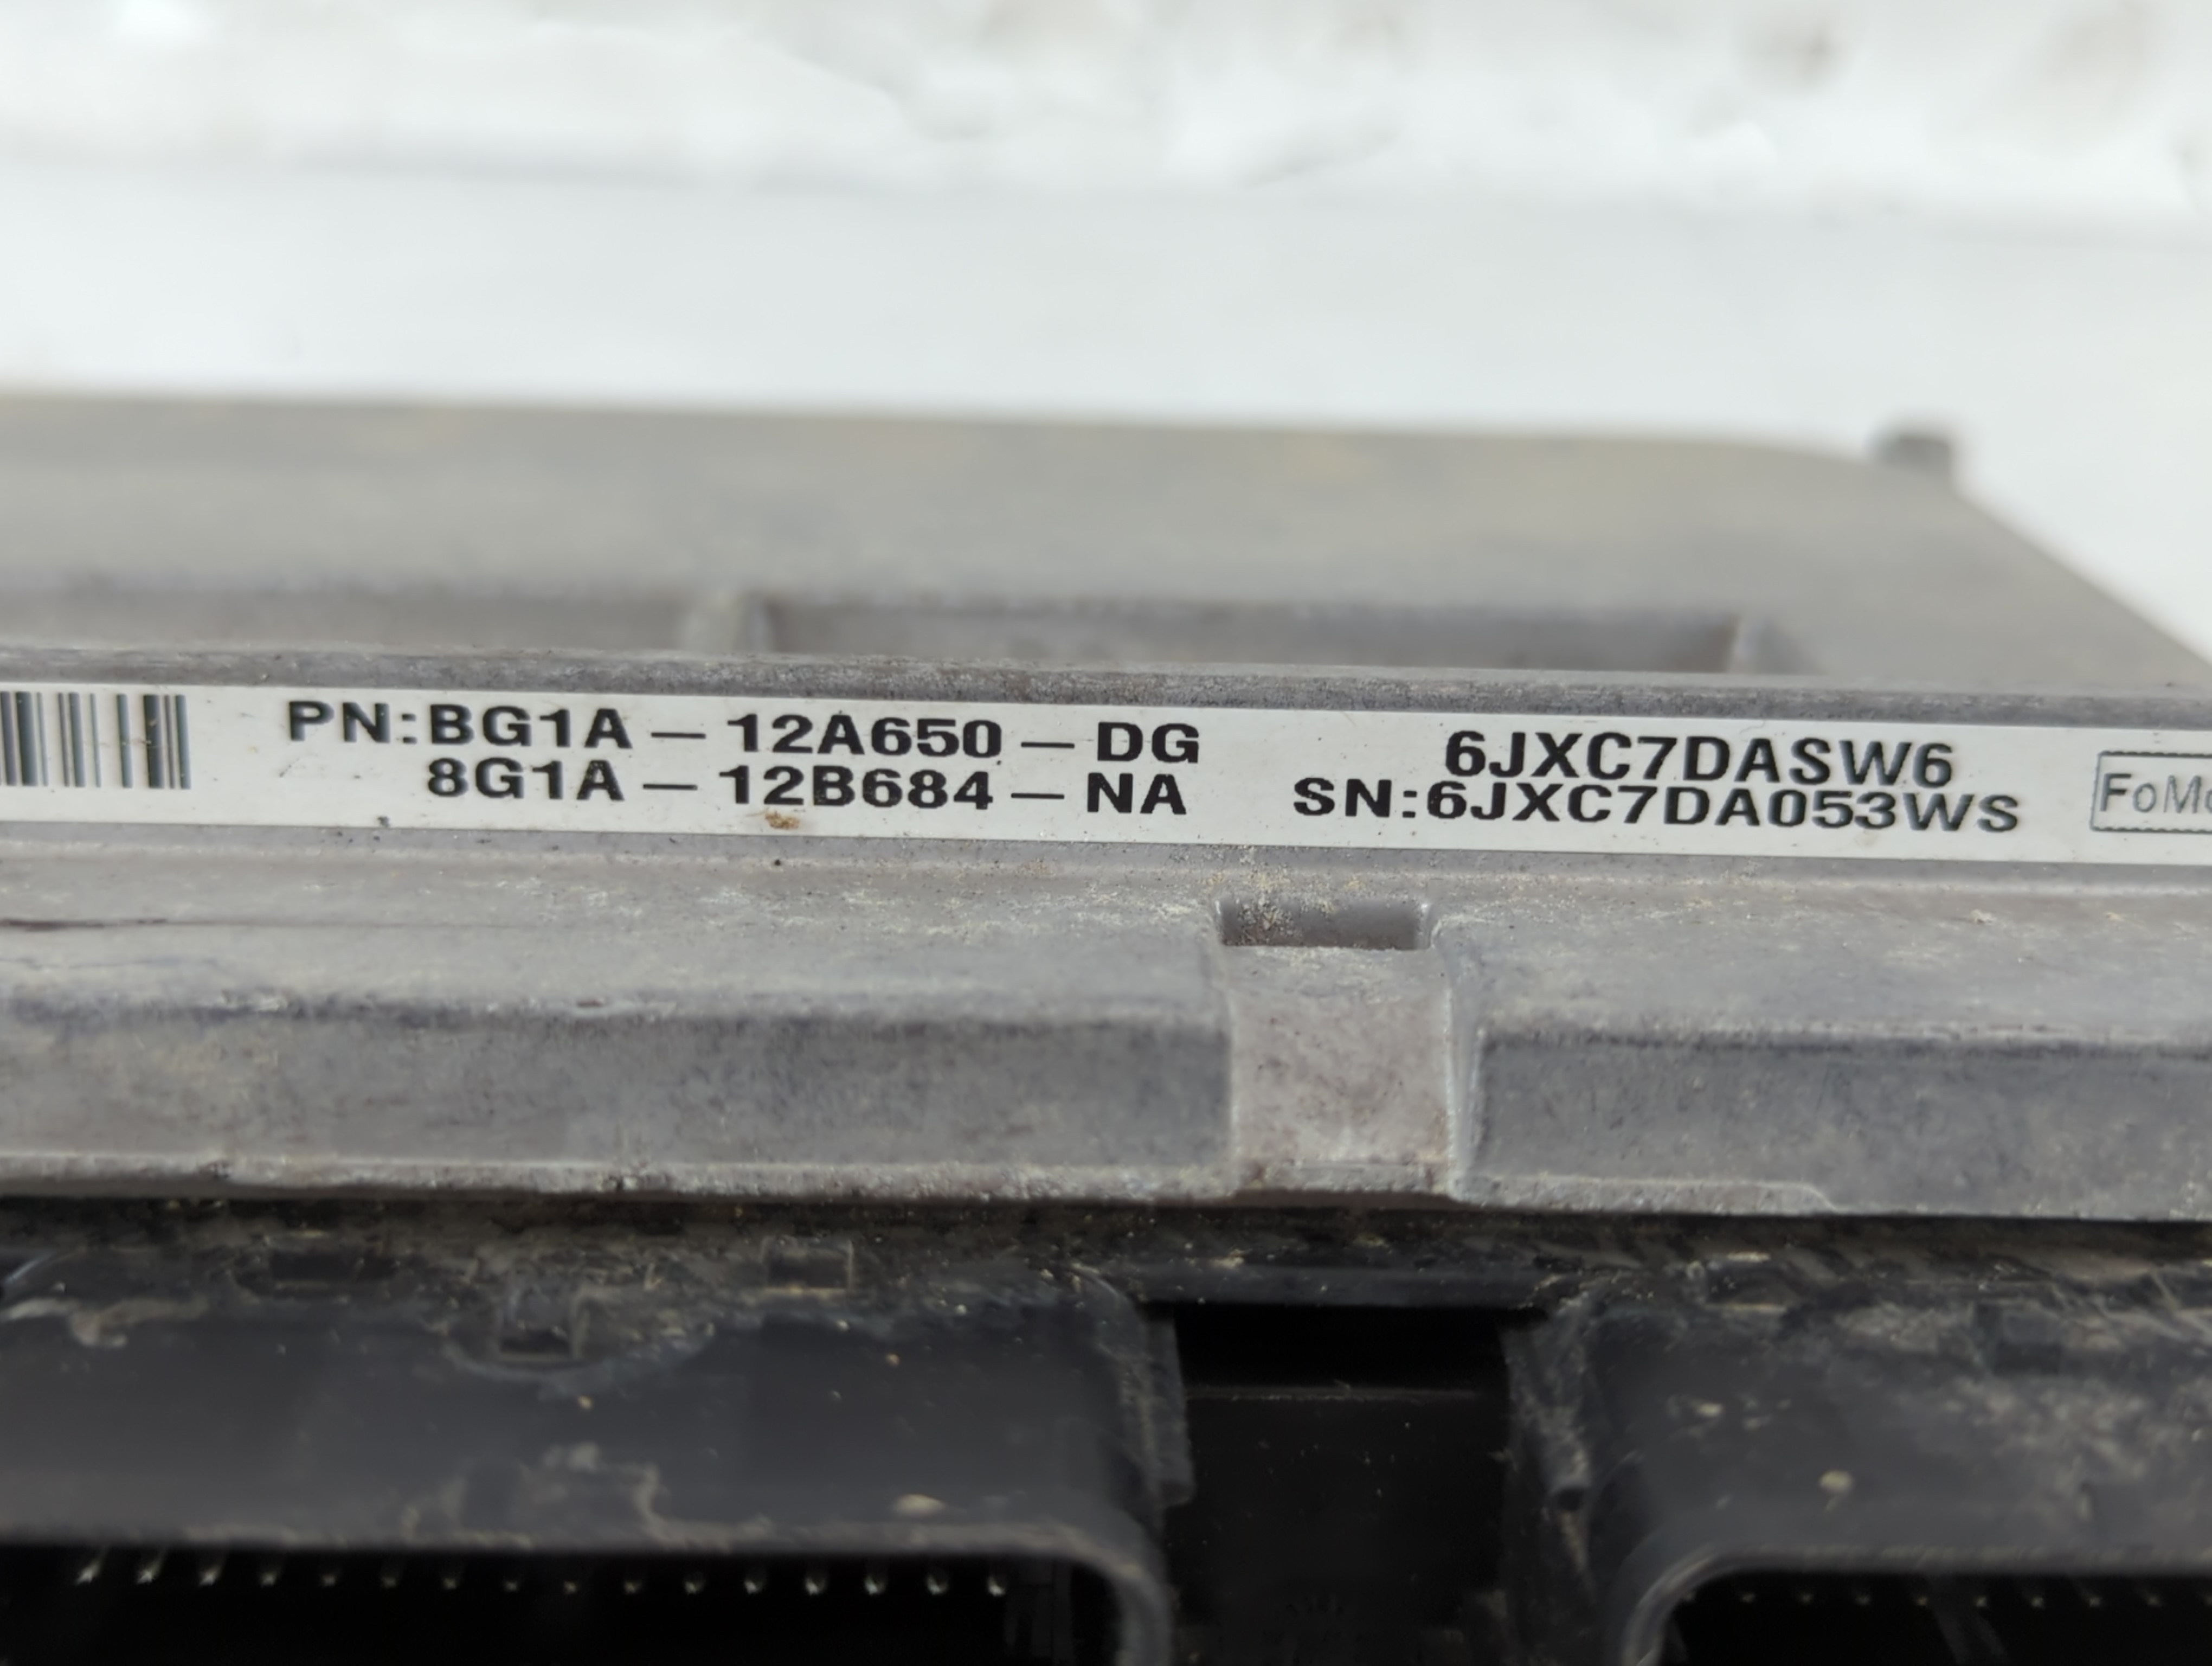 PN:BG1A–12A650–DG
8G1A–12B684–NA
6JXC7DASW6
SN:6JXC7DA053WS